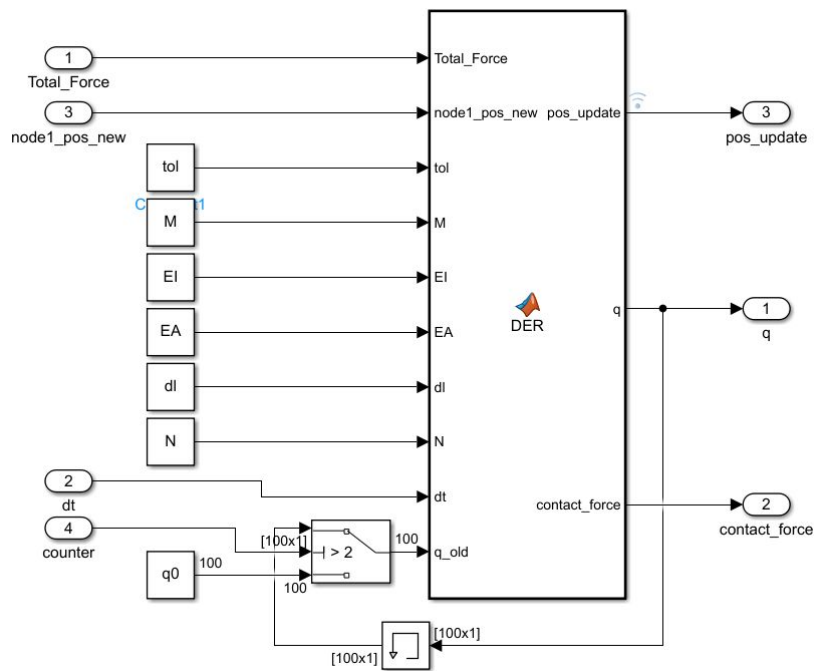 1
Total_Force
Total_Force
3
node1_pos_new
node1_pos_new
pos_update
3
pos_update
tol
tol
M
M
EI
EI
EA
EA
dl
dl
N
N
DER
q
1
q
2
dt
dt
4
counter
[100x1]
> 2
100
q_old
q0
100
100
contact_force
2
contact_force
[100x1]
[100x1]